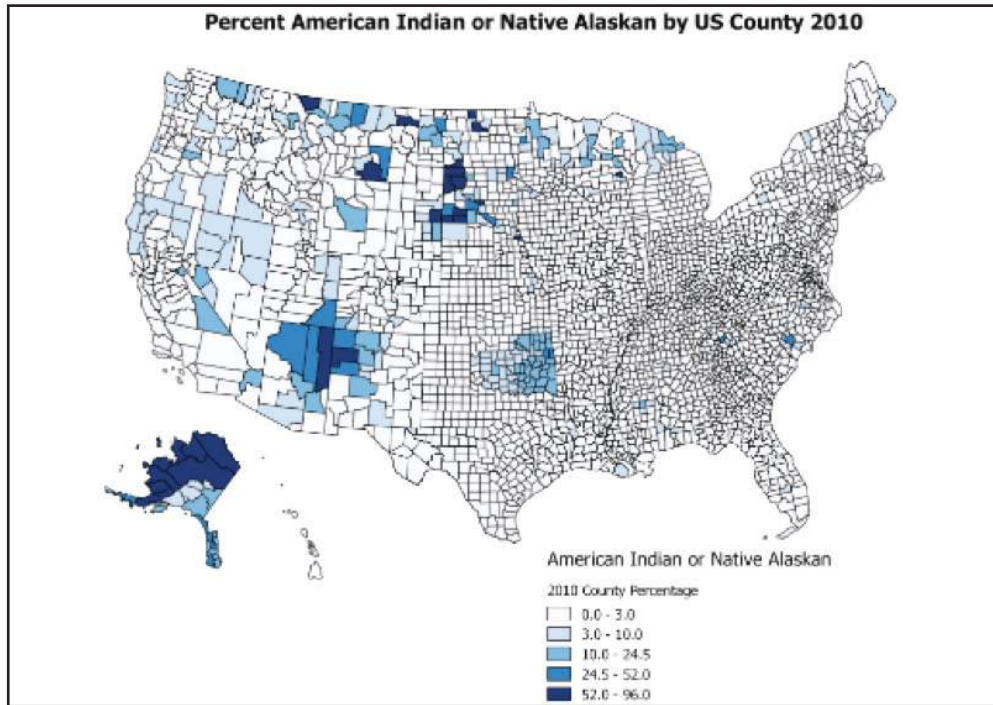 Percent American Indian or Native Alaskan by US County 2010
American Indian or Native Alaskan
2010 County Percentage
0.0 - 3.0
3.0 - 10.0
10.0 - 24.5
24.5 - 52.0
52.0 - 96.0